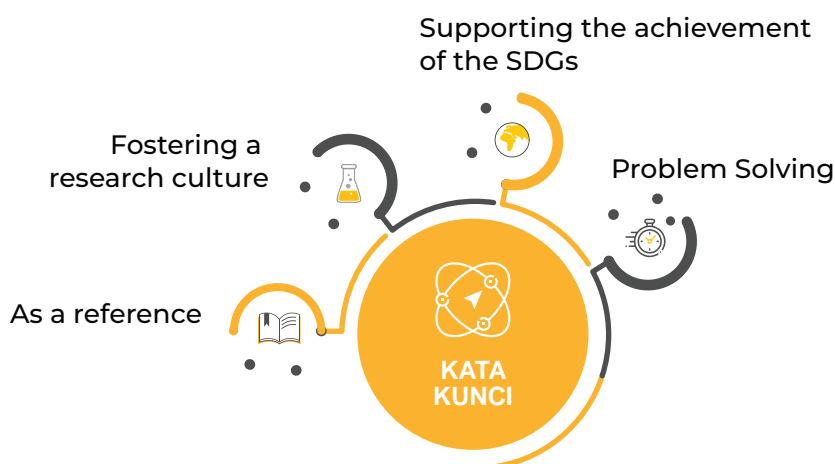 Supporting the achievement
of the SDGs
Fostering a
research culture
Problem Solving
As a reference
KATA
KUNCI